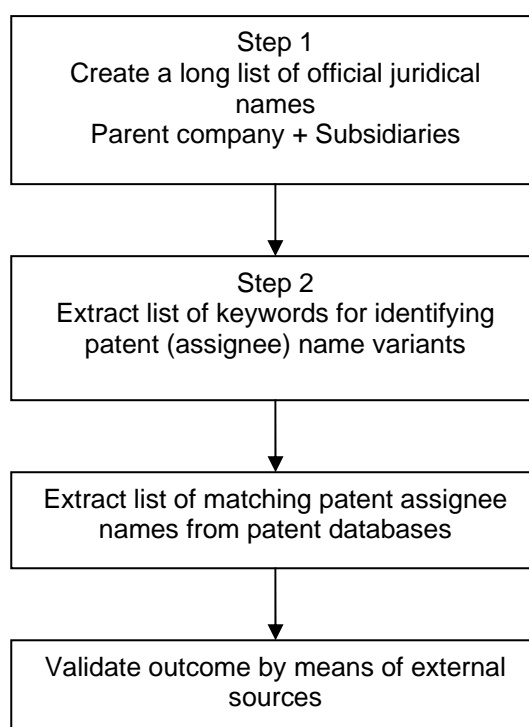 Step 1
Create a long list of official juridical
names
Parent company + Subsidiaries
Step 2
Extract list of keywords for identifying
patent (assignee) name variants
Extract list of matching patent assignee
names from patent databases
Validate outcome by means of external
sources